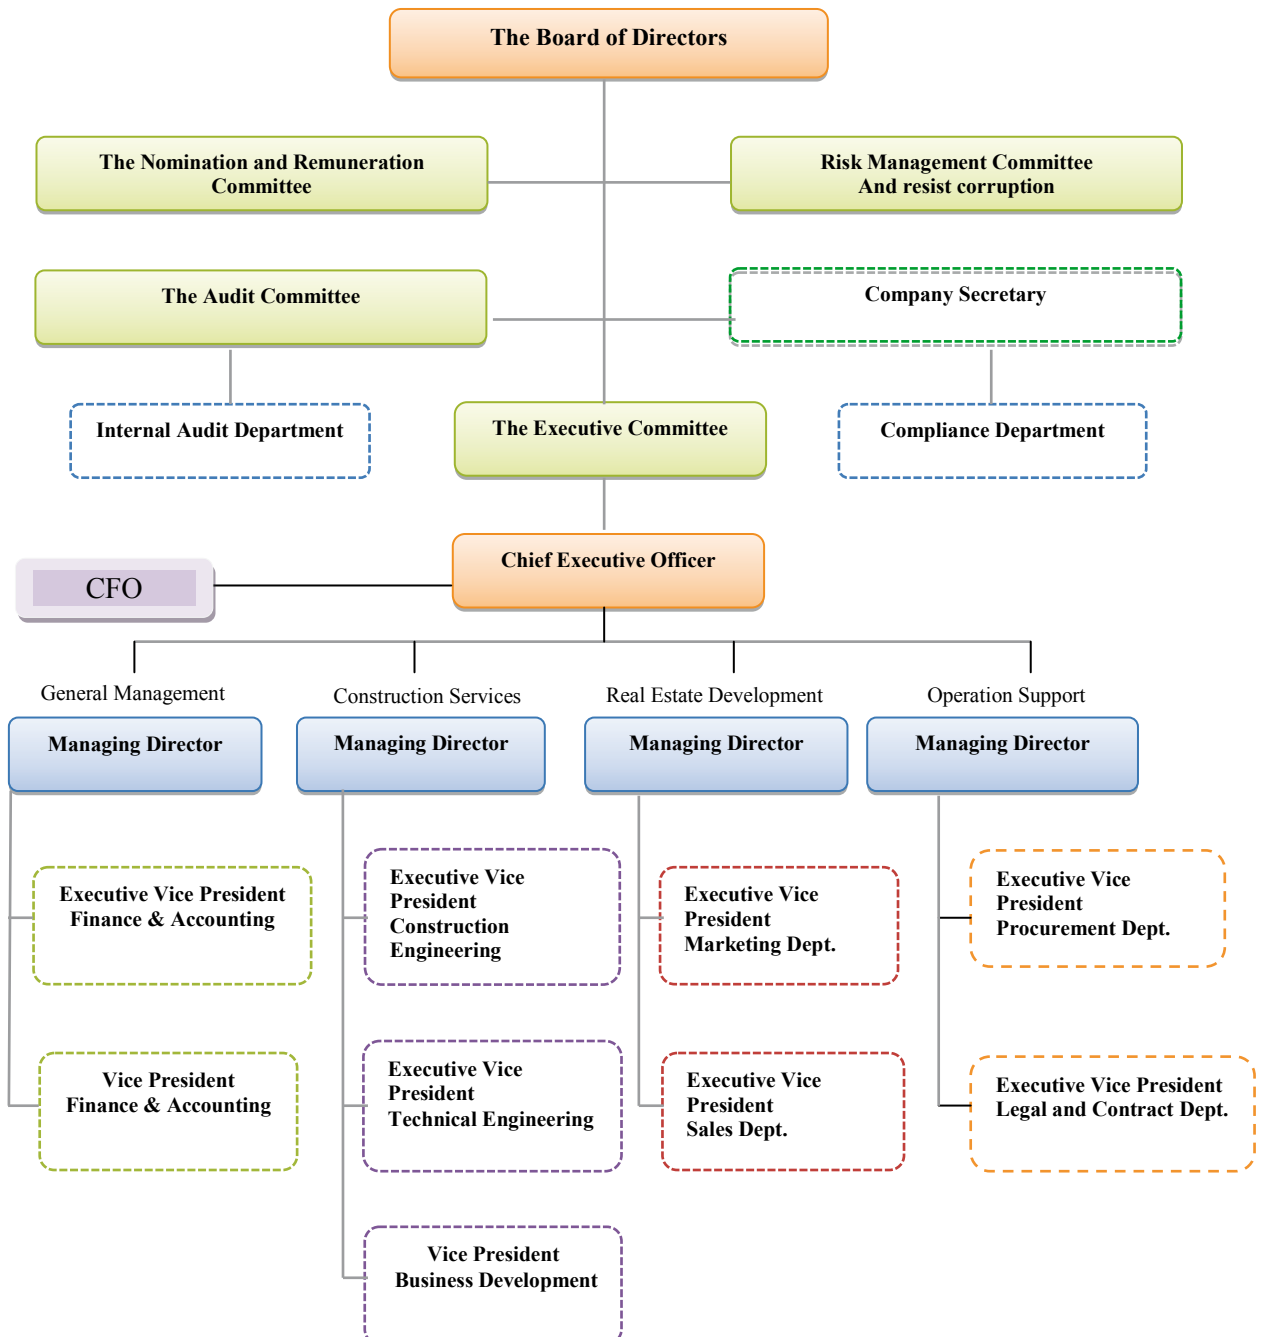 The Board of Directors
The Nomination and Remuneration
Committee
Risk Management Committee
And resist corruption
The Audit Committee
Company Secretary
Internal Audit Department
The Executive Committee
Compliance Department
Chief Executive Officer
CFO
General Management
Construction Services
Real Estate Development
Operation Support
Managing Director
Managing Director
Managing Director
Managing Director
Executive Vice President
Finance & Accounting
Executive Vice
President
Construction
Engineering
Executive Vice
President
Marketing Dept.
Executive Vice
President
Procurement Dept.
Vice President
Finance & Accounting
Executive Vice
President
Technical Engineering
Executive Vice
President
Sales Dept.
Executive Vice President
Legal and Contract Dept.
Vice President
Business Development